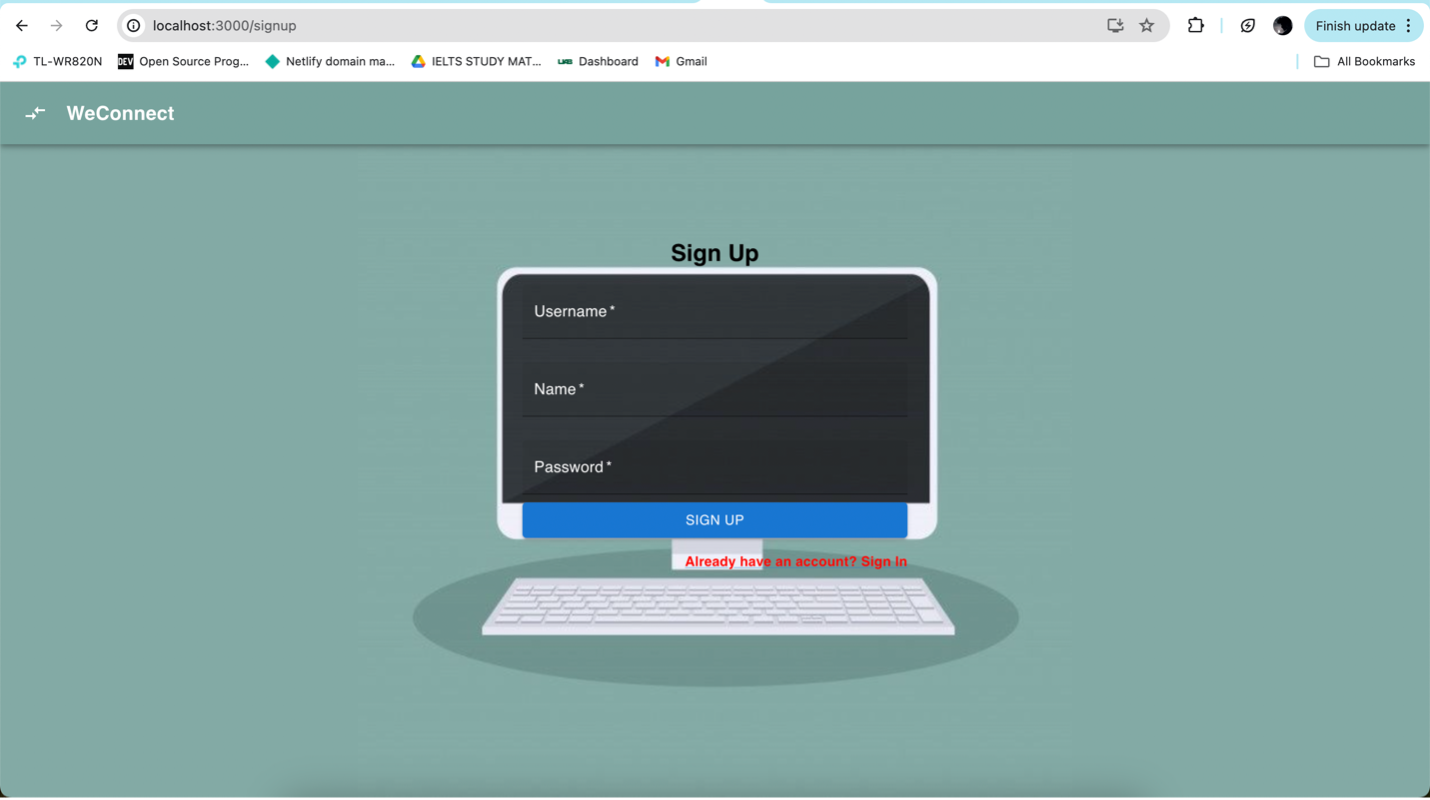 localhost:3000/signup
Finish update
TL-WR820N DEV Open Source Prog... Netlify domain ma... IELTS STUDY MAT... UAB Dashboard Gmail All Bookmarks
WeConnect
Sign Up
Username *
Name *
Password *
SIGN UP
Already have an account? Sign In